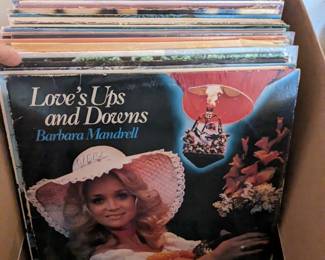 Love's Ups
and Downs
Barbara Mandrell